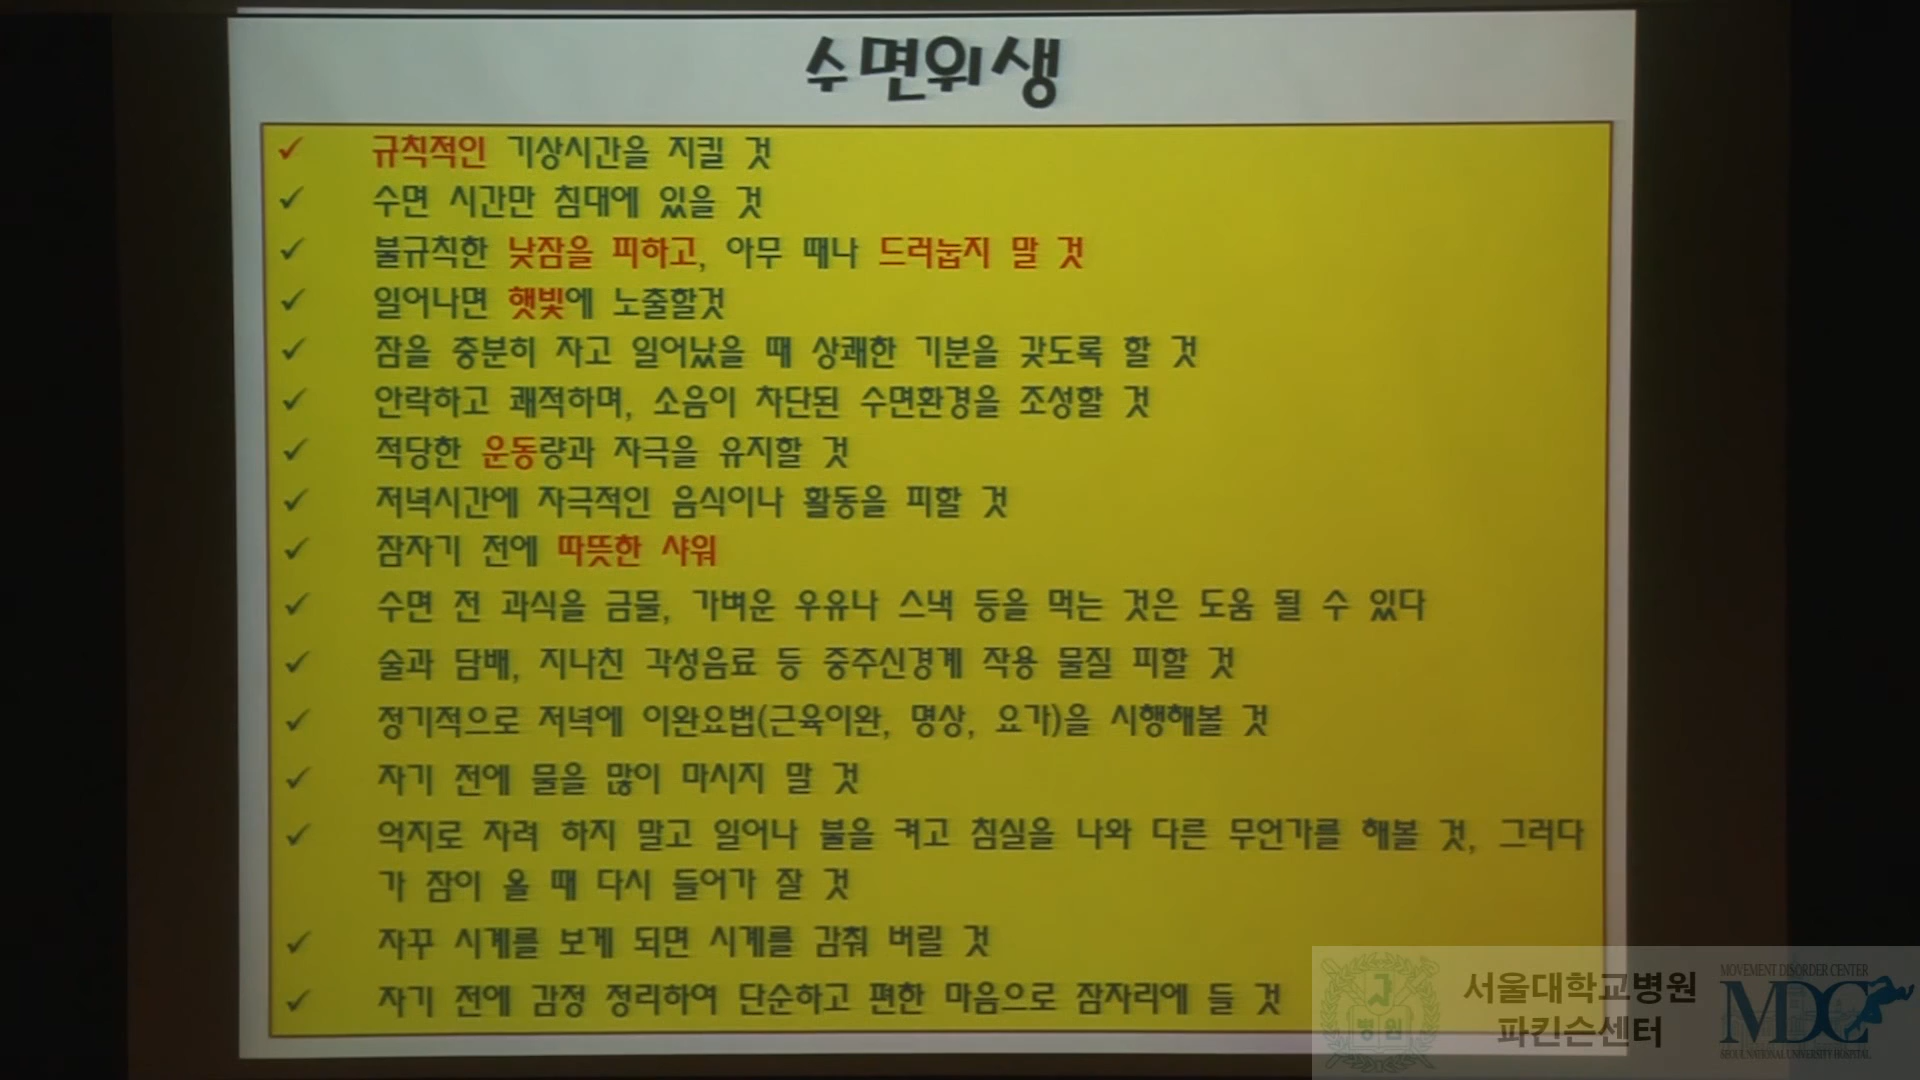 수면위생
✓ 규칙적인 기상시간을 지킬 것
✓ 수면 시간만 침대에 있을 것
✓ 불규칙한 낮잠을 피하고, 아무 때나 드러눕지 말 것
✓ 일어나면 햇빛에 노출할것
✓ 잠을 충분히 자고 일어났을 때 상쾌한 기분을 갖도록 할 것
✓ 안락하고 쾌적하며, 소음이 차단된 수면환경을 조성할 것
✓ 적당한 운동량과 자극을 유지할 것
✓ 저녁시간에 자극적인 음식이나 활동을 피할 것
✓ 잠자기 전에 따뜻한 샤워
✓ 수면 전 과식을 금물, 가벼운 우유나 스낵 등을 먹는 것은 도움 될 수 있다
✓ 술과 담배, 지나친 각성음료 등 중추신경계 작용 물질 피할 것
✓ 정기적으로 저녁에 이완요법(근육이완, 명상, 요가)을 시행해볼 것
✓ 자기 전에 물을 많이 마시지 말 것
✓ 억지로 자려 하지 말고 일어나 불을 켜고 침실을 나와 다른 무언가를 해볼 것, 그러다
가 잠이 올 때 다시 들어가 잘 것
✓ 자꾸 시계를 보게 되면 시계를 감춰 버릴 것
✓ 자기 전에 감정 정리하여 단순하고 편한 마음으로 잠자리에 들 것
병원
서울대학교병원
파킨슨센터
MOVEMENT DISORDER CENTER
MDC
SEOUL NATIONAL UNIVERSITY HOSPITAL